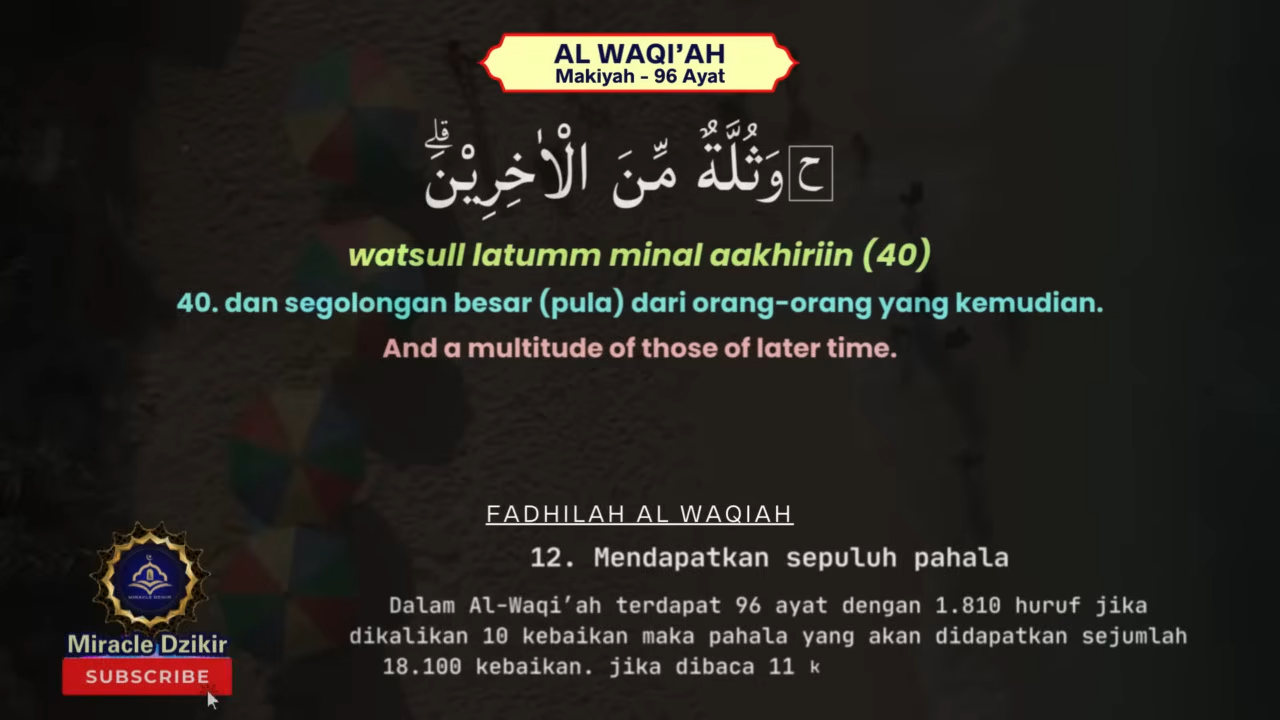 AL WAQI’AH
Makiyah - 96 Ayat
ح وَثُلَّةٌ مِّنَ الْاٰخِرِيْنَۗ
watsull latumm minal aakhiriin (40)
40. dan segolongan besar (pula) dari orang-orang yang kemudian.
And a multitude of those of later time.
FADHILAH AL WAQIAH
12. Mendapatkan sepuluh pahala
Dalam Al-Waqi’ah terdapat 96 ayat dengan 1.810 huruf jika
dikalikan 10 kebaikan maka pahala yang akan didapatkan sejumlah
18.100 kebaikan. jika dibaca 11 k
MIRACLE DZIKIR
Miracle Dzikir
SUBSCRIBE